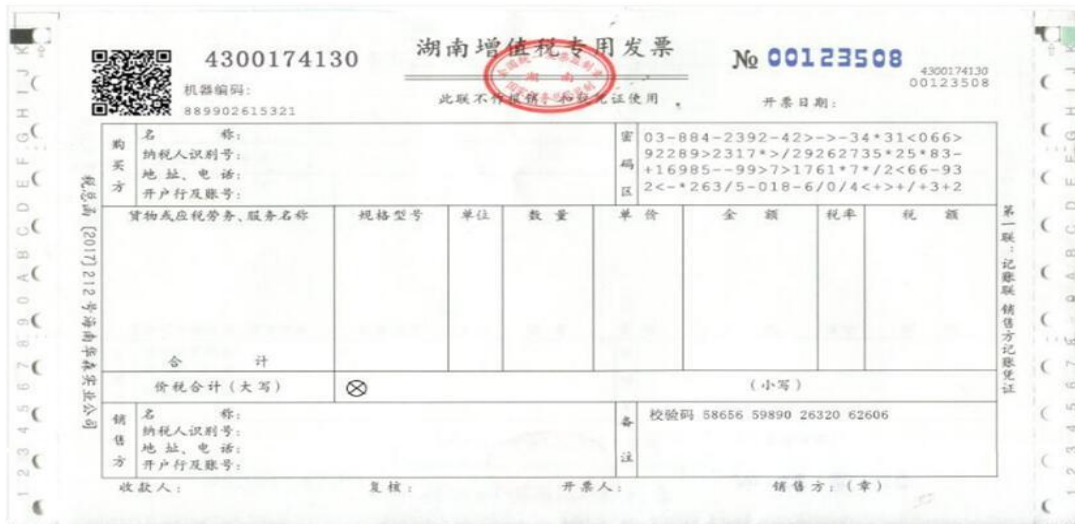 4300174130
湖南增值税专用发票
№ 00123508
4300174130
00123508
机器编码:
889902615321
湖南
此联不作报销、和税凭证使用
开票日期:
购买方
名 称:
纳税人识别号:
地 址、电 话:
开户行及账号:
密码区
03-884-2392-42>->-34*31<066>
92289>2317*>/29262735*25*83-
+16985--99>7>1761*7*/2<66-93
2<-*263/5-018-6/0/4<+>+/+3+2
货物或应税劳务、服务名称 规格型号 单位 数 量 单 价 金 额 税率 税 额
合 计
价税合计(大写) ⊗ (小写)
销售方
名 称:
纳税人识别号:
地 址、电 话:
开户行及账号:
备注
校验码 58656 59890 26320 62606
收款人: 复核: 开票人: 销售方:(章)
税总函 [2017] 212 号海南华森实业公司
第一联:记账联 销售方记账凭证